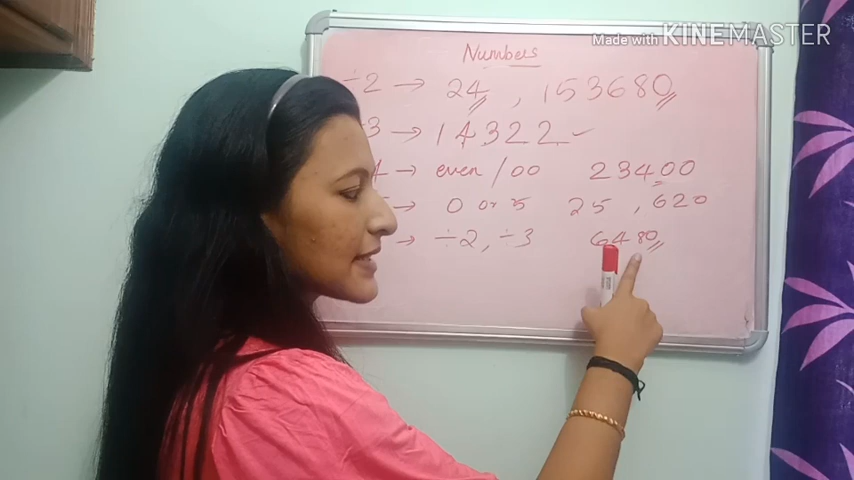 Made with KINEMASTER
Numbers
÷2 → 24 , 153680
3 → 14322 ✓
4 → even / 00 23400
→ 0 or 5 25 , 620
→ ÷2 , ÷3 6480